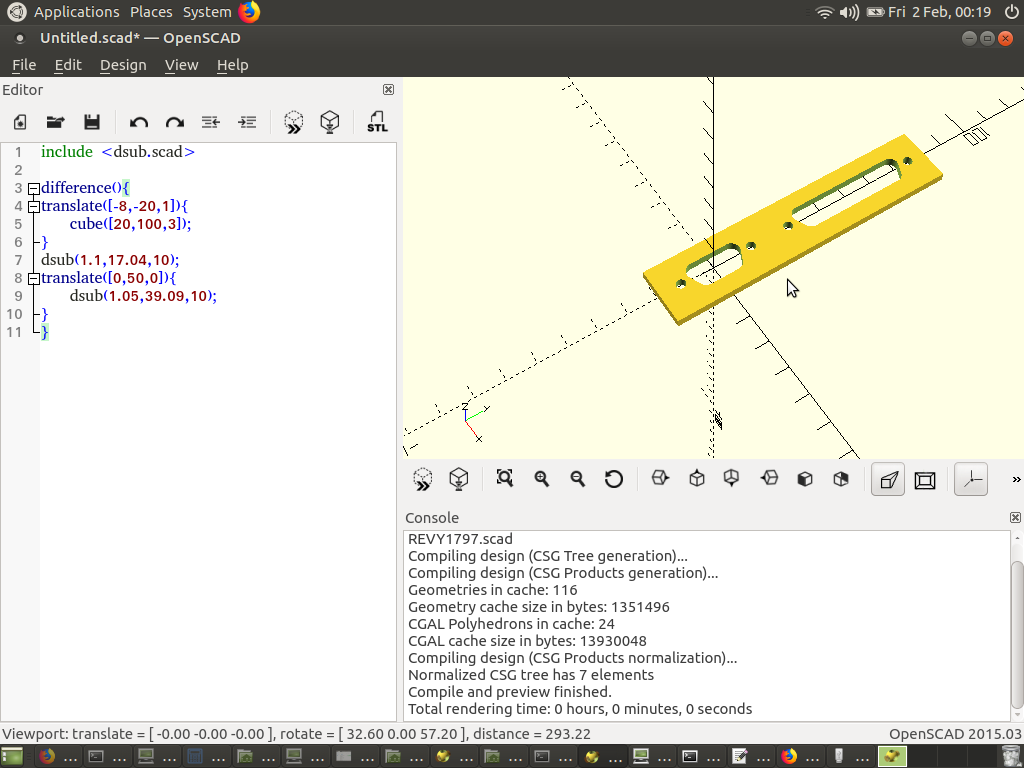 Applications Places System Fri 2 Feb, 00:19
Untitled.scad* — OpenSCAD
File Edit Design View Help
Editor
STL
1 include <dsub.scad>
2
3 difference(){
4 translate([-8,-20,1]){
5 cube([20,100,3]);
6 }
7 dsub(1.1,17.04,10);
8 translate([0,50,0]){
9 dsub(1.05,39.09,10);
10 }
11 }
z
y
x
»
Console
REVY1797.scad
Compiling design (CSG Tree generation)...
Compiling design (CSG Products generation)...
Geometries in cache: 116
Geometry cache size in bytes: 1351496
CGAL Polyhedrons in cache: 24
CGAL cache size in bytes: 13930048
Compiling design (CSG Products normalization)...
Normalized CSG tree has 7 elements
Compile and preview finished.
Total rendering time: 0 hours, 0 minutes, 0 seconds
Viewport: translate = [ -0.00 -0.00 -0.00 ], rotate = [ 32.60 0.00 57.20 ], distance = 293.22 OpenSCAD 2015.03
... ... ... ... ... ... ... ... ... ... ... ... ... ... ... ... ...